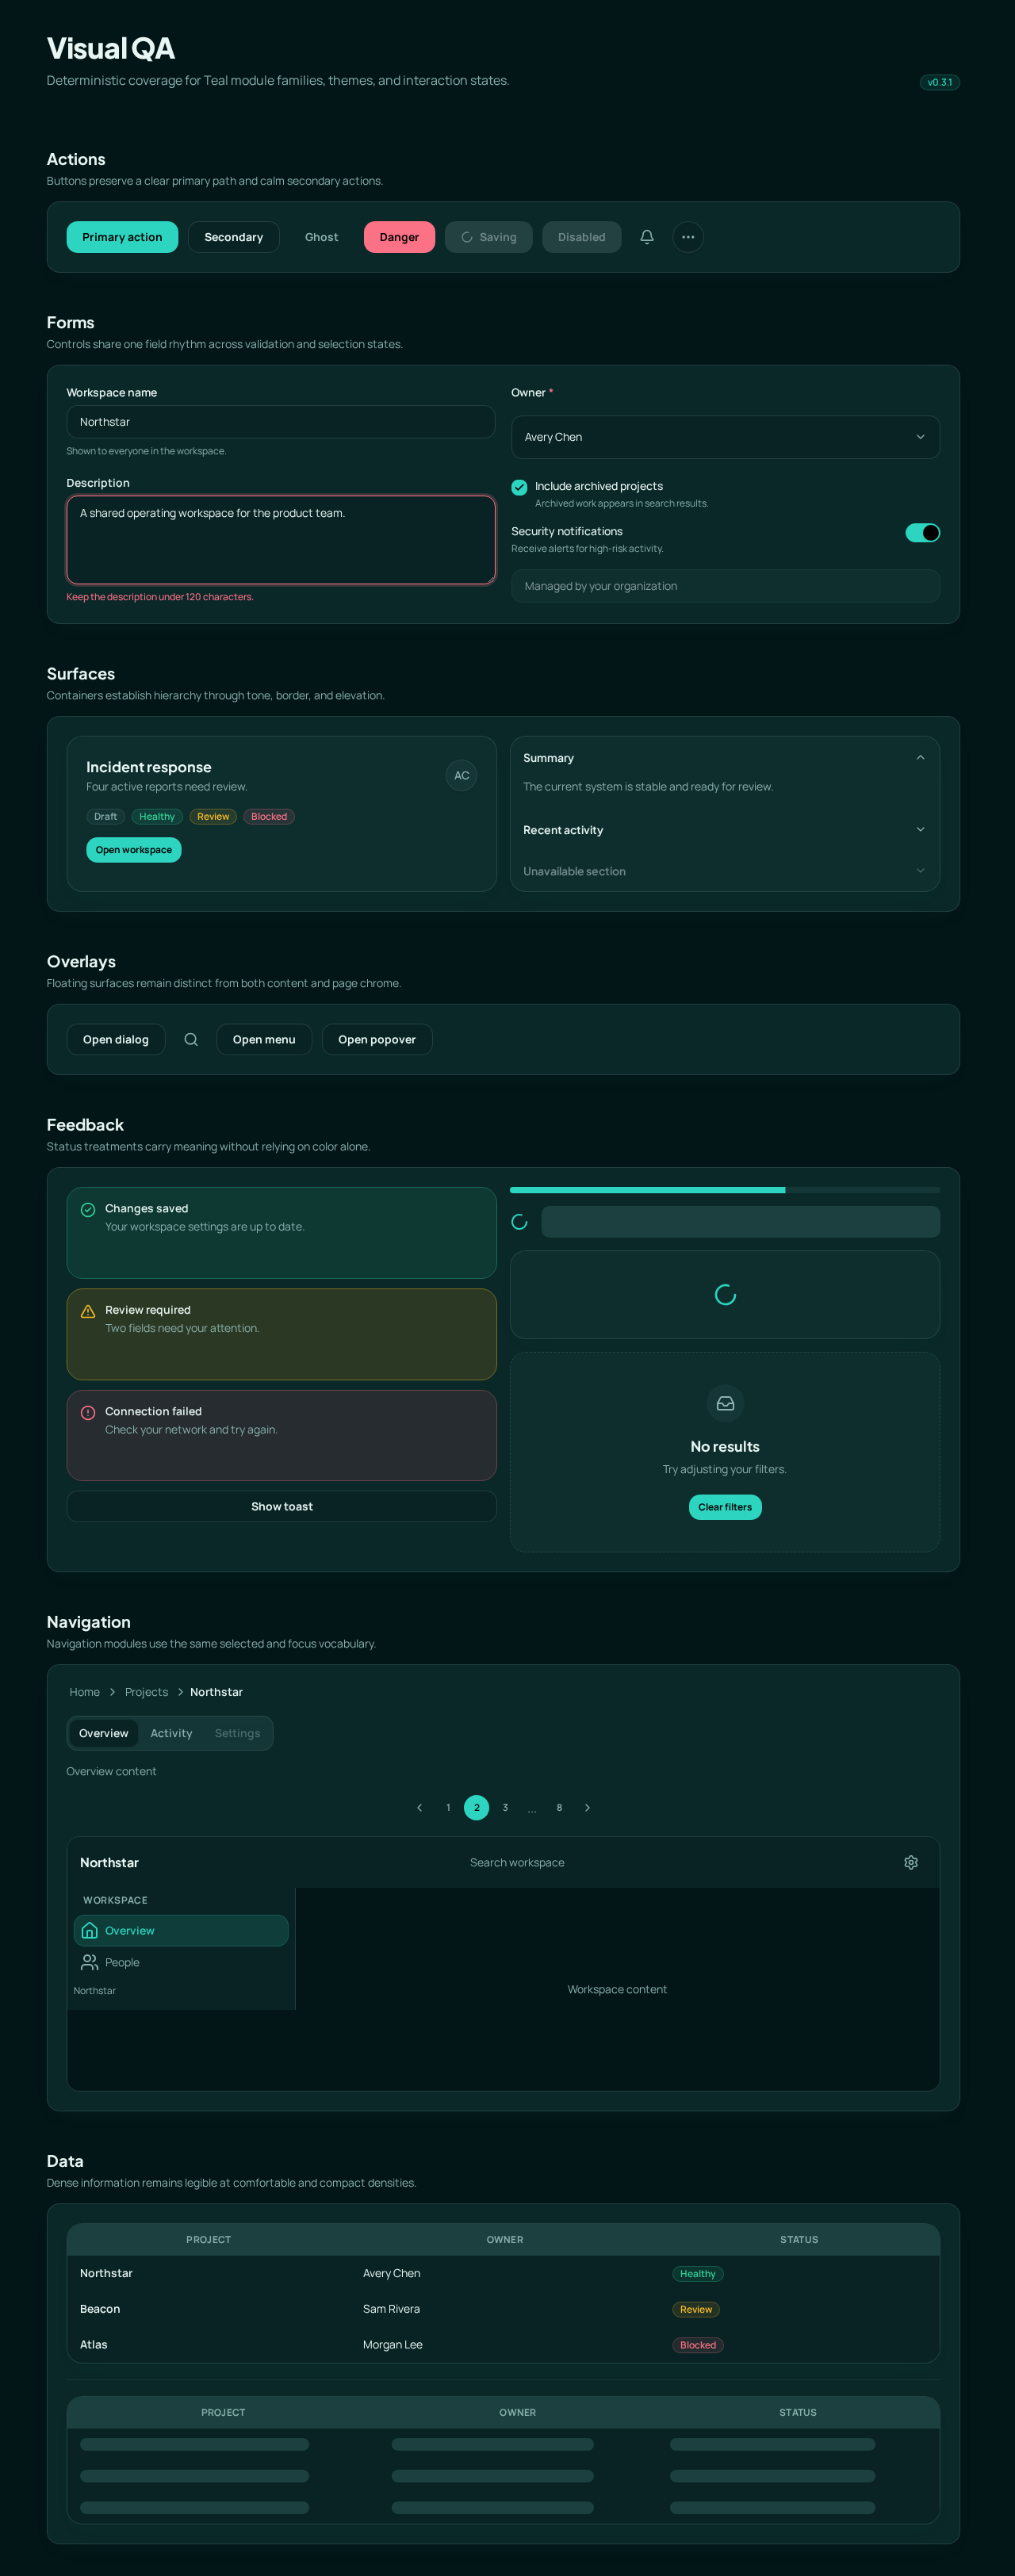 Visual QA
Deterministic coverage for Teal module families, themes, and interaction states.
v0.3.1
Actions
Buttons preserve a clear primary path and calm secondary actions.
Primary action
Secondary
Ghost
Danger
Saving
Disabled
Forms
Controls share one field rhythm across validation and selection states.
Workspace name
Northstar
Shown to everyone in the workspace.
Description
A shared operating workspace for the product team.
Keep the description under 120 characters.
Owner *
Avery Chen
Include archived projects
Archived work appears in search results.
Security notifications
Receive alerts for high-risk activity.
Managed by your organization
Surfaces
Containers establish hierarchy through tone, border, and elevation.
Incident response
Four active reports need review.
AC
Draft
Healthy
Review
Blocked
Open workspace
Summary
The current system is stable and ready for review.
Recent activity
Unavailable section
Overlays
Floating surfaces remain distinct from both content and page chrome.
Open dialog
Open menu
Open popover
Feedback
Status treatments carry meaning without relying on color alone.
Changes saved
Your workspace settings are up to date.
Review required
Two fields need your attention.
Connection failed
Check your network and try again.
Show toast
No results
Try adjusting your filters.
Clear filters
Navigation
Navigation modules use the same selected and focus vocabulary.
Home
Projects
Northstar
Overview
Activity
Settings
Overview content
1
2
3
...
8
Northstar
Search workspace
WORKSPACE
Overview
People
Northstar
Workspace content
Data
Dense information remains legible at comfortable and compact densities.
PROJECT OWNER STATUS
Northstar Avery Chen Healthy
Beacon Sam Rivera Review
Atlas Morgan Lee Blocked
PROJECT OWNER STATUS